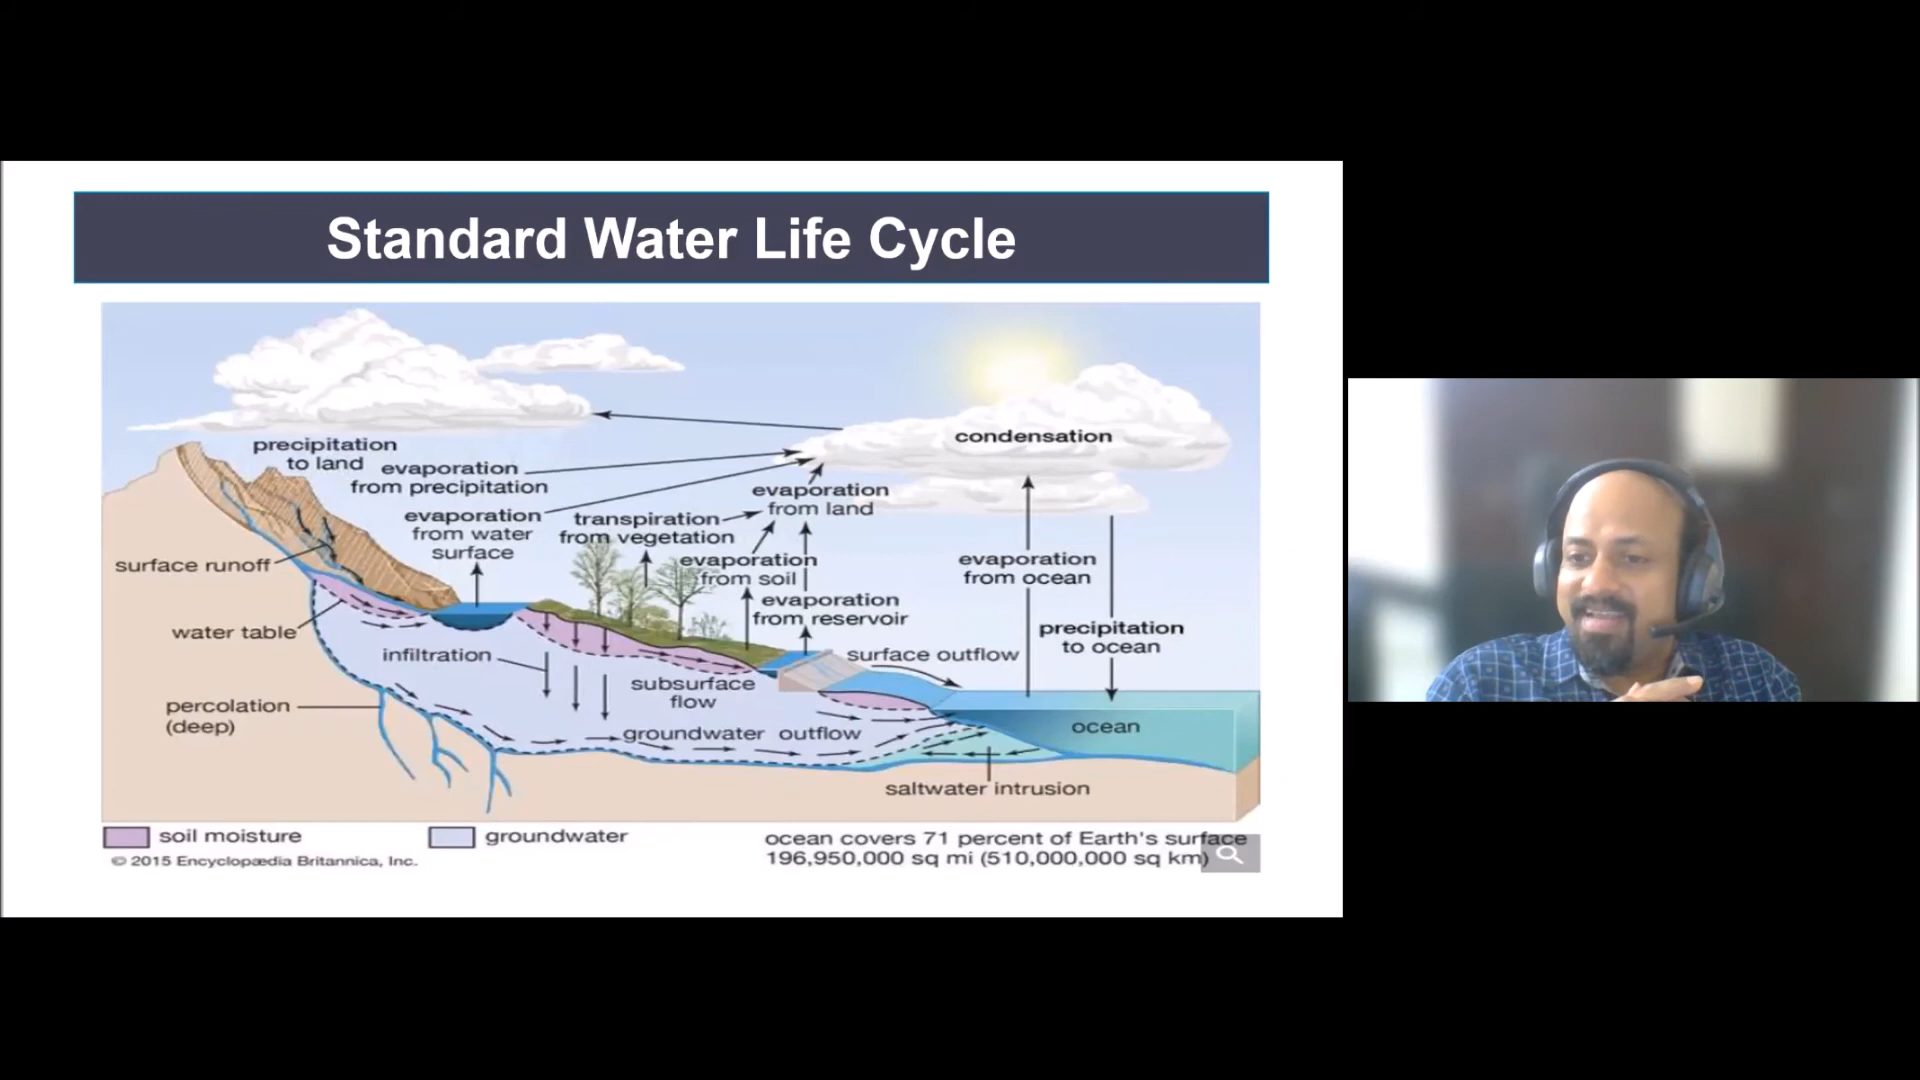 Standard Water Life Cycle
condensation
precipitation
to land
evaporation
from precipitation
evaporation
from water
surface
transpiration
from vegetation
evaporation
from land
evaporation
from soil
evaporation
from reservoir
evaporation
from ocean
precipitation
to ocean
surface runoff
water table
infiltration
subsurface
flow
surface outflow
percolation
(deep)
groundwater outflow
ocean
saltwater intrusion
soil moisture
groundwater
ocean covers 71 percent of Earth's surface
196,950,000 sq mi (510,000,000 sq km)
© 2015 Encyclopædia Britannica, Inc.